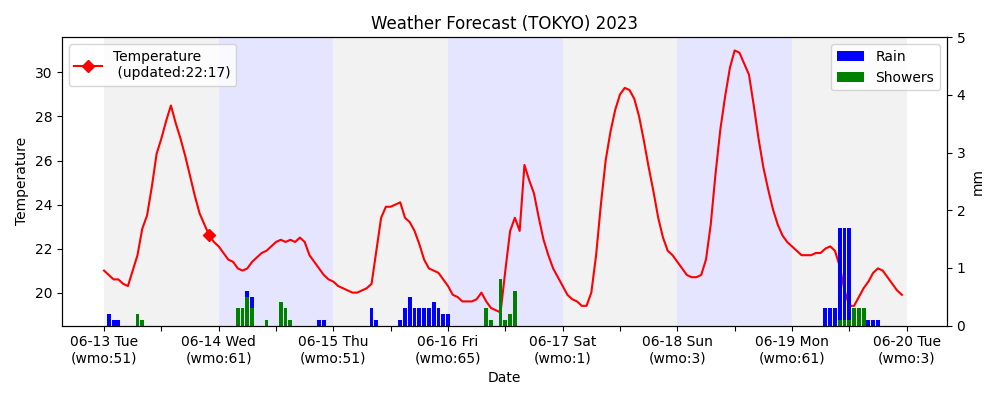 Weather Forecast (TOKYO) 2023
Temperature
(updated:22:17)
Rain
Showers
Temperature
30
28
26
24
22
20
5
4
3
2
1
0
mm
06-13 Tue
(wmo:51)
06-14 Wed
(wmo:61)
06-15 Thu
(wmo:51)
06-16 Fri
(wmo:65)
06-17 Sat
(wmo:1)
06-18 Sun
(wmo:3)
06-19 Mon
(wmo:61)
06-20 Tue
(wmo:3)
Date